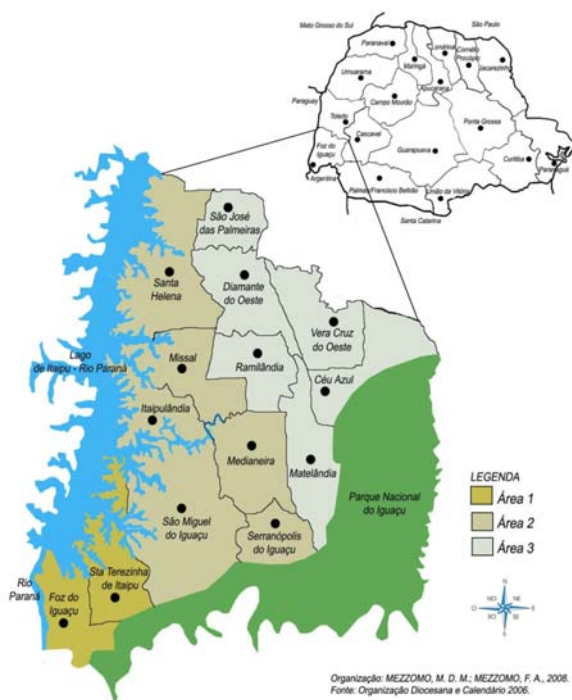 Mato Grosso do Sul
São Paulo
Paranavaí
Londrina
Cornélio
Procópio
Maringá
Jacarezinho
Umuarama
Apucarana
Campo Mourão
Paraguay
Toledo
Cascavel
Ponta Grossa
Foz do
Iguaçu
Guarapuava
Curitiba
Paranaguá
Argentina
Palmas/Francisco Beltrão
União da Vitória
Santa Catarina
São José
das Palmeiras
Santa
Helena
Diamante
do Oeste
Vera Cruz
do Oeste
Lago
de Itaipu - Rio Paraná
Missal
Ramilândia
Céu Azul
Itaipulândia
Medianeira
Matelândia
Parque Nacional
do Iguaçu
São Miguel
do Iguaçu
Serranópolis
do Iguaçu
LEGENDA
Área 1
Área 2
Área 3
Rio
Paraná
Sta Terezinha
de Itaipu
Foz do
Iguaçu
N
NO
NE
O
E
SO
SE
S
Organização: MEZZOMO, M. D. M.; MEZZOMO, F. A., 2008.
Fonte: Organização Diocesana e Calendário 2006.